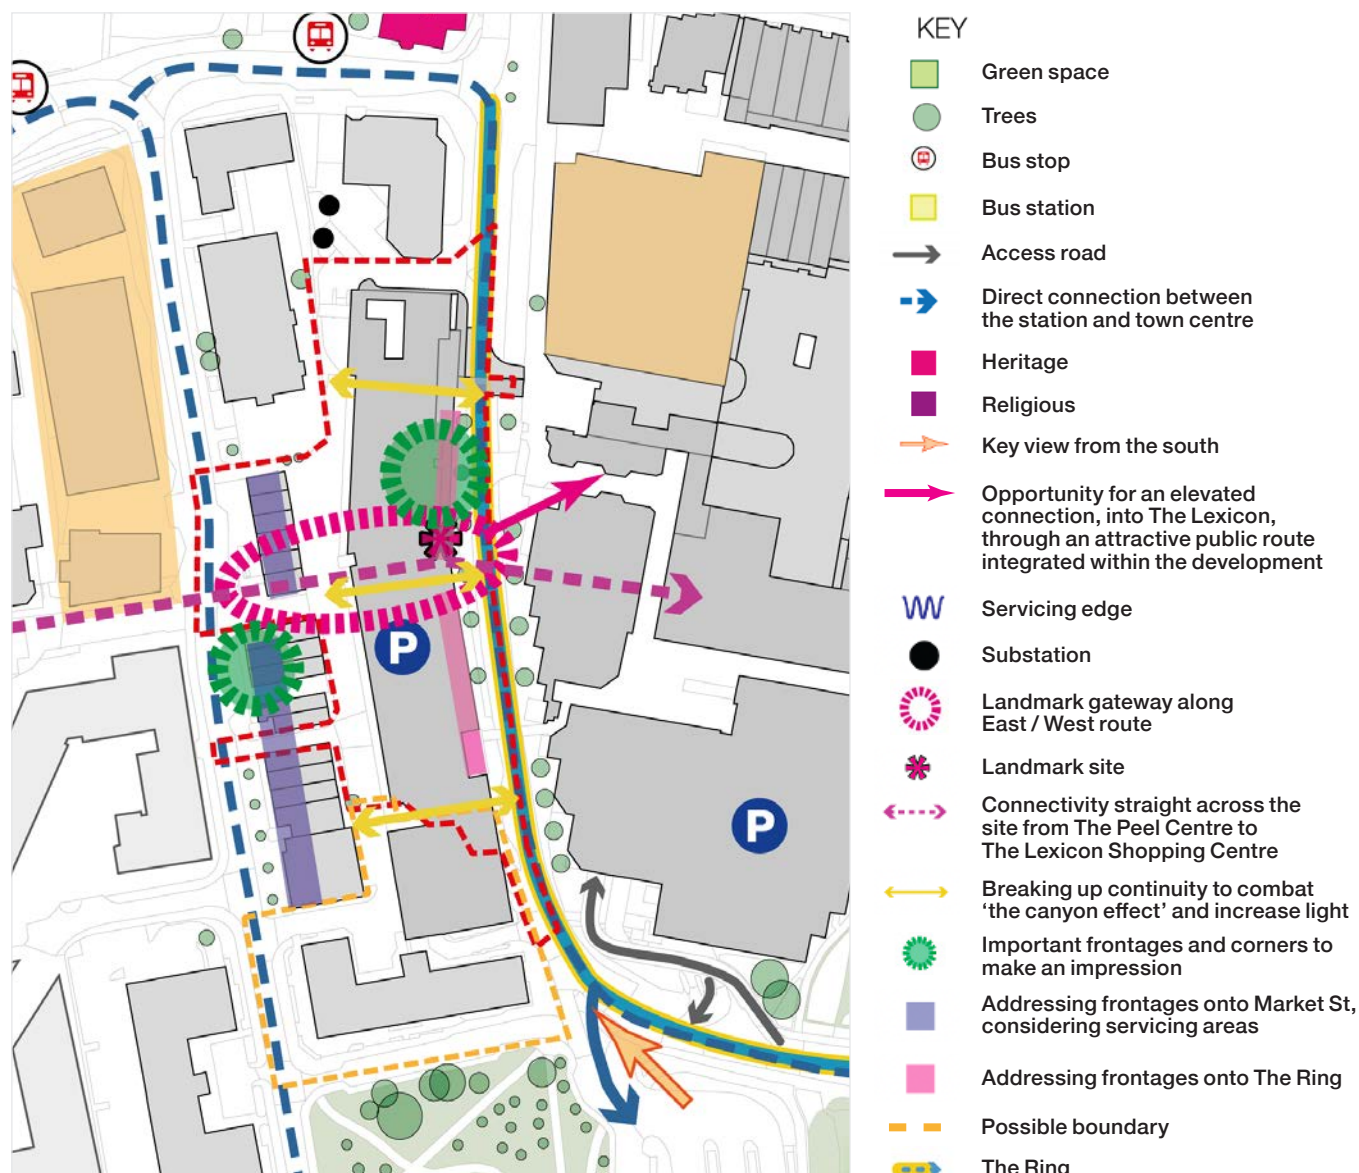 KEY
Green space
Trees
Bus stop
Bus station
Access road
Direct connection between
the station and town centre
Heritage
Religious
Key view from the south
Opportunity for an elevated
connection, into The Lexicon,
through an attractive public route
integrated within the development
Servicing edge
Substation
Landmark gateway along
East / West route
Landmark site
Connectivity straight across the
site from The Peel Centre to
The Lexicon Shopping Centre
Breaking up continuity to combat
‘the canyon effect’ and increase light
Important frontages and corners to
make an impression
Addressing frontages onto Market St,
considering servicing areas
Addressing frontages onto The Ring
Possible boundary
The Ring
P
P